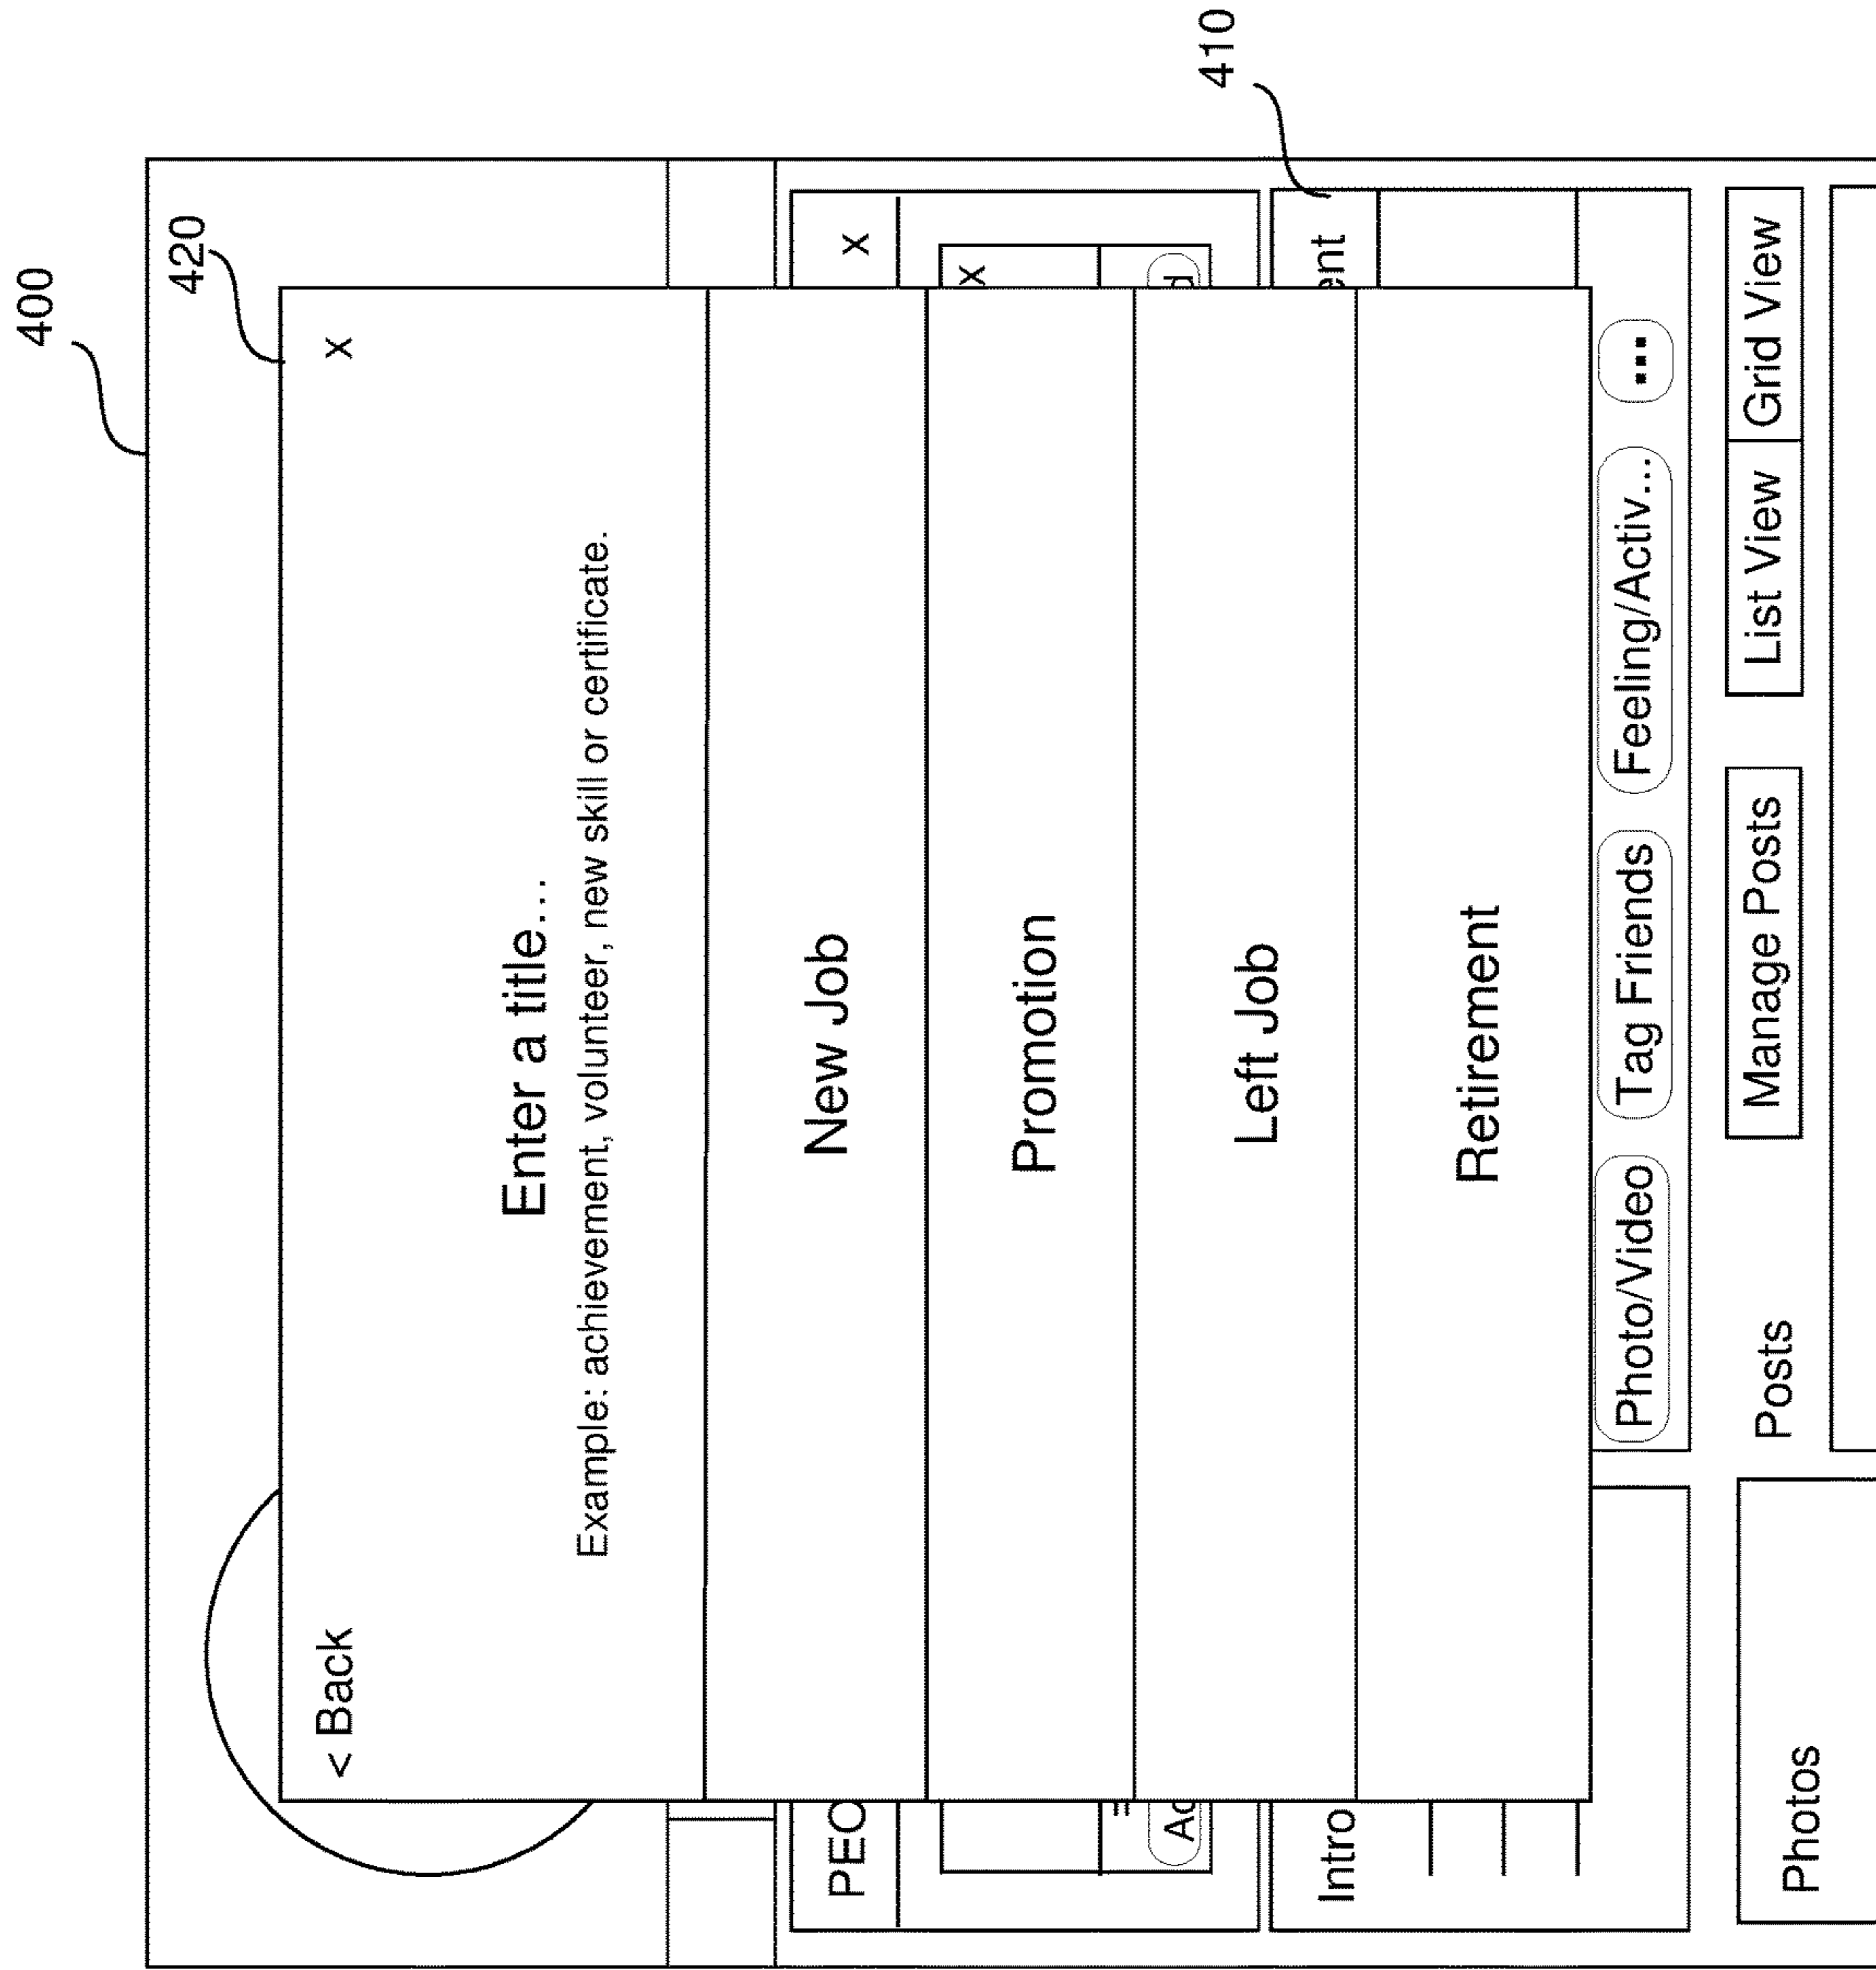 400
420
< Back
x
Enter a title...
Example: achievement, volunteer, new skill or certificate.
New Job
Promotion
Left Job
Retirement
PEO
x
x
=
Ac
d
410
Intro
ent
Photo/Video
Tag Friends
Feeling/Activ...
...
Posts
Manage Posts
List View
Grid View
Photos